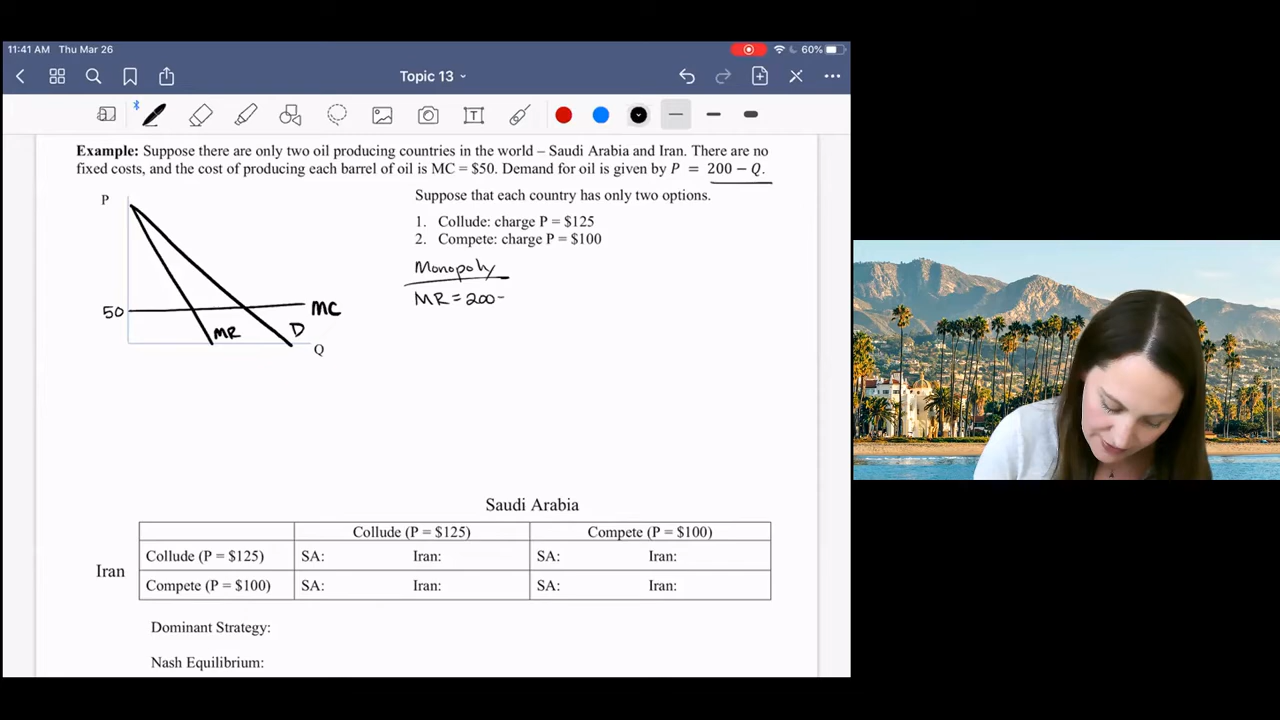 11:41 AM Thu Mar 26
60%
Topic 13
T
Example: Suppose there are only two oil producing countries in the world – Saudi Arabia and Iran. There are no
fixed costs, and the cost of producing each barrel of oil is MC = $50. Demand for oil is given by P = 200 − Q.
P
Suppose that each country has only two options.
1. Collude: charge P = $125
2. Compete: charge P = $100
Monopoly
MR = 200 -
50
MC
MR
D
Q
Saudi Arabia
Collude (P = $125) Compete (P = $100)
Iran
Collude (P = $125) SA: Iran: SA: Iran:
Compete (P = $100) SA: Iran: SA: Iran:
Dominant Strategy:
Nash Equilibrium: